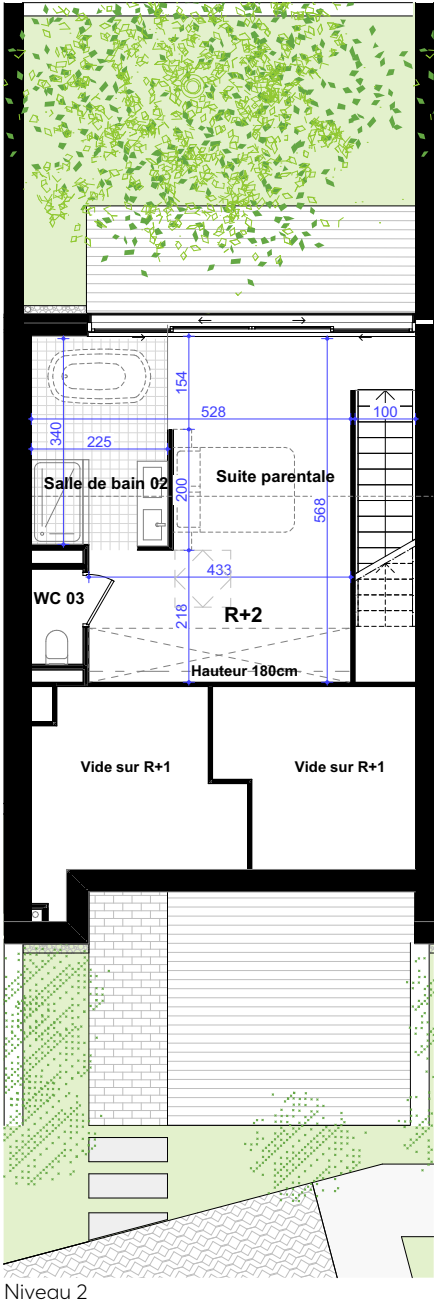 154
528
100
340
225
Salle de bain 02
200
Suite parentale
568
433
WC 03
218
R+2
Hauteur 180cm
Vide sur R+1
Vide sur R+1
Niveau 2